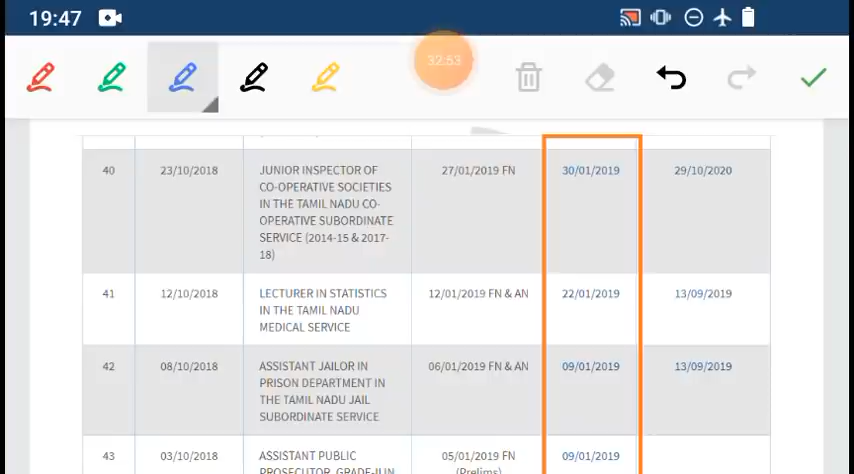 19:47
32:53
40 23/10/2018 JUNIOR INSPECTOR OF 27/01/2019 FN 30/01/2019 29/10/2020
CO-OPERATIVE SOCIETIES
IN THE TAMIL NADU CO-
OPERATIVE SUBORDINATE
SERVICE (2014-15 & 2017-
18)
41 12/10/2018 LECTURER IN STATISTICS 12/01/2019 FN & AN 22/01/2019 13/09/2019
IN THE TAMIL NADU
MEDICAL SERVICE
42 08/10/2018 ASSISTANT JAILOR IN 06/01/2019 FN & AN 09/01/2019 13/09/2019
PRISON DEPARTMENT IN
THE TAMIL NADU JAIL
SUBORDINATE SERVICE
43 03/10/2018 ASSISTANT PUBLIC 05/01/2019 FN 09/01/2019
PROSECUTOR, GRADE-II IN (Prelims)